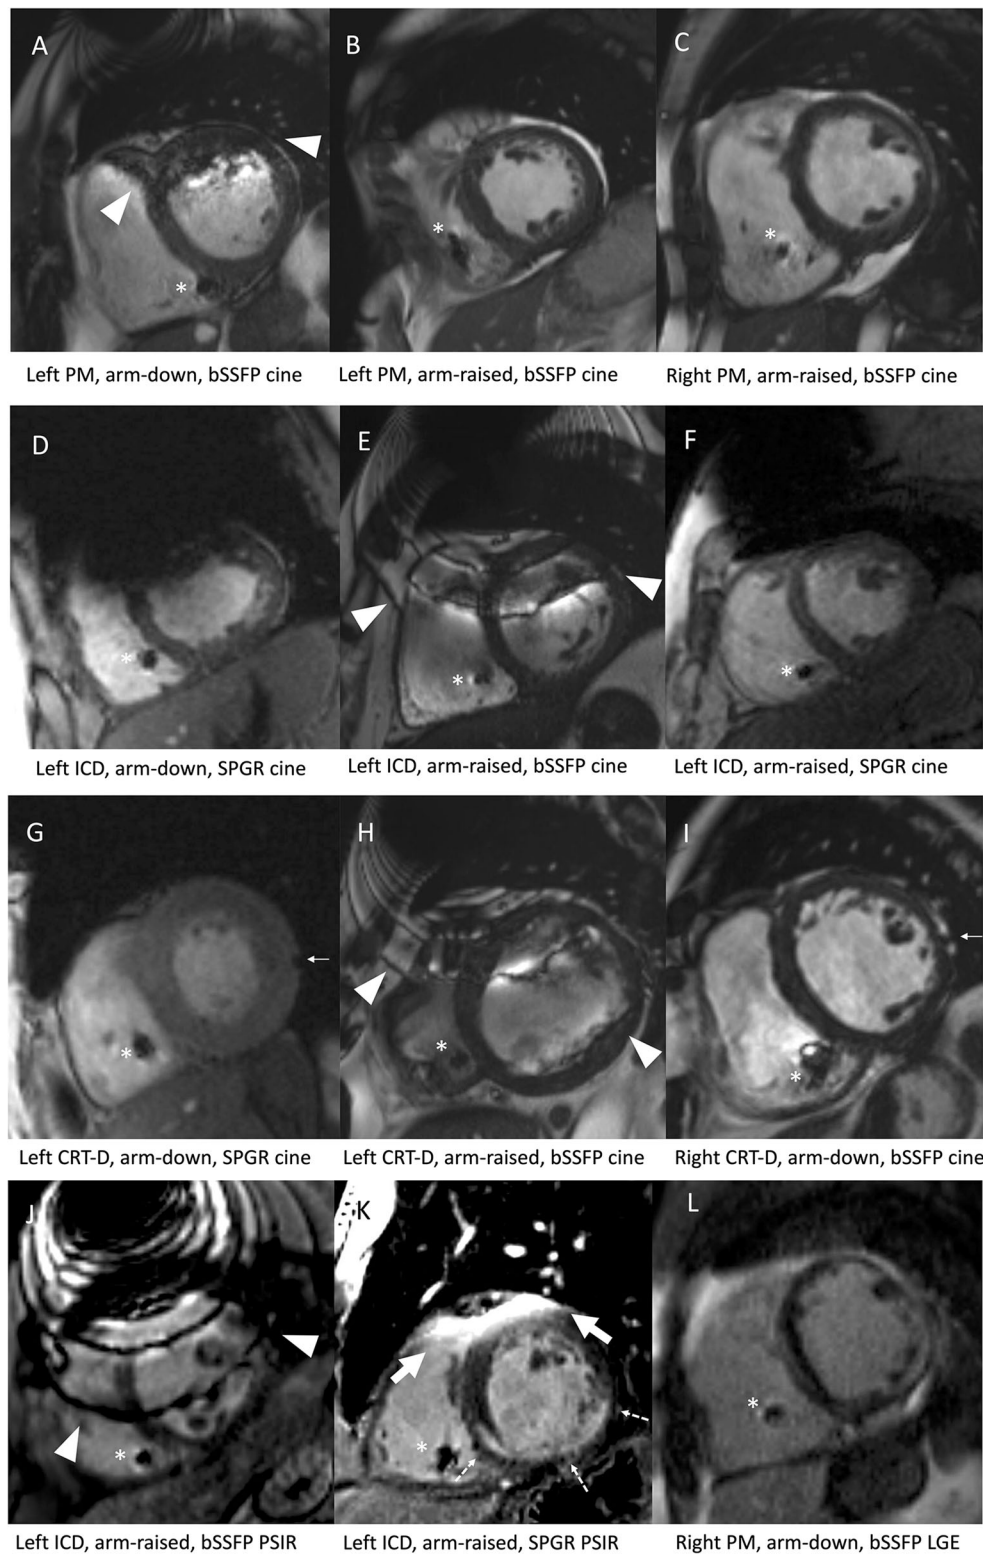 A B C
* * *
Left PM, arm-down, bSSFP cine Left PM, arm-raised, bSSFP cine Right PM, arm-raised, bSSFP cine
D E F
* * *
Left ICD, arm-down, SPGR cine Left ICD, arm-raised, bSSFP cine Left ICD, arm-raised, SPGR cine
G H I
* * *
Left CRT-D, arm-down, SPGR cine Left CRT-D, arm-raised, bSSFP cine Right CRT-D, arm-down, bSSFP cine
J K L
* * *
Left ICD, arm-raised, bSSFP PSIR Left ICD, arm-raised, SPGR PSIR Right PM, arm-down, bSSFP LGE